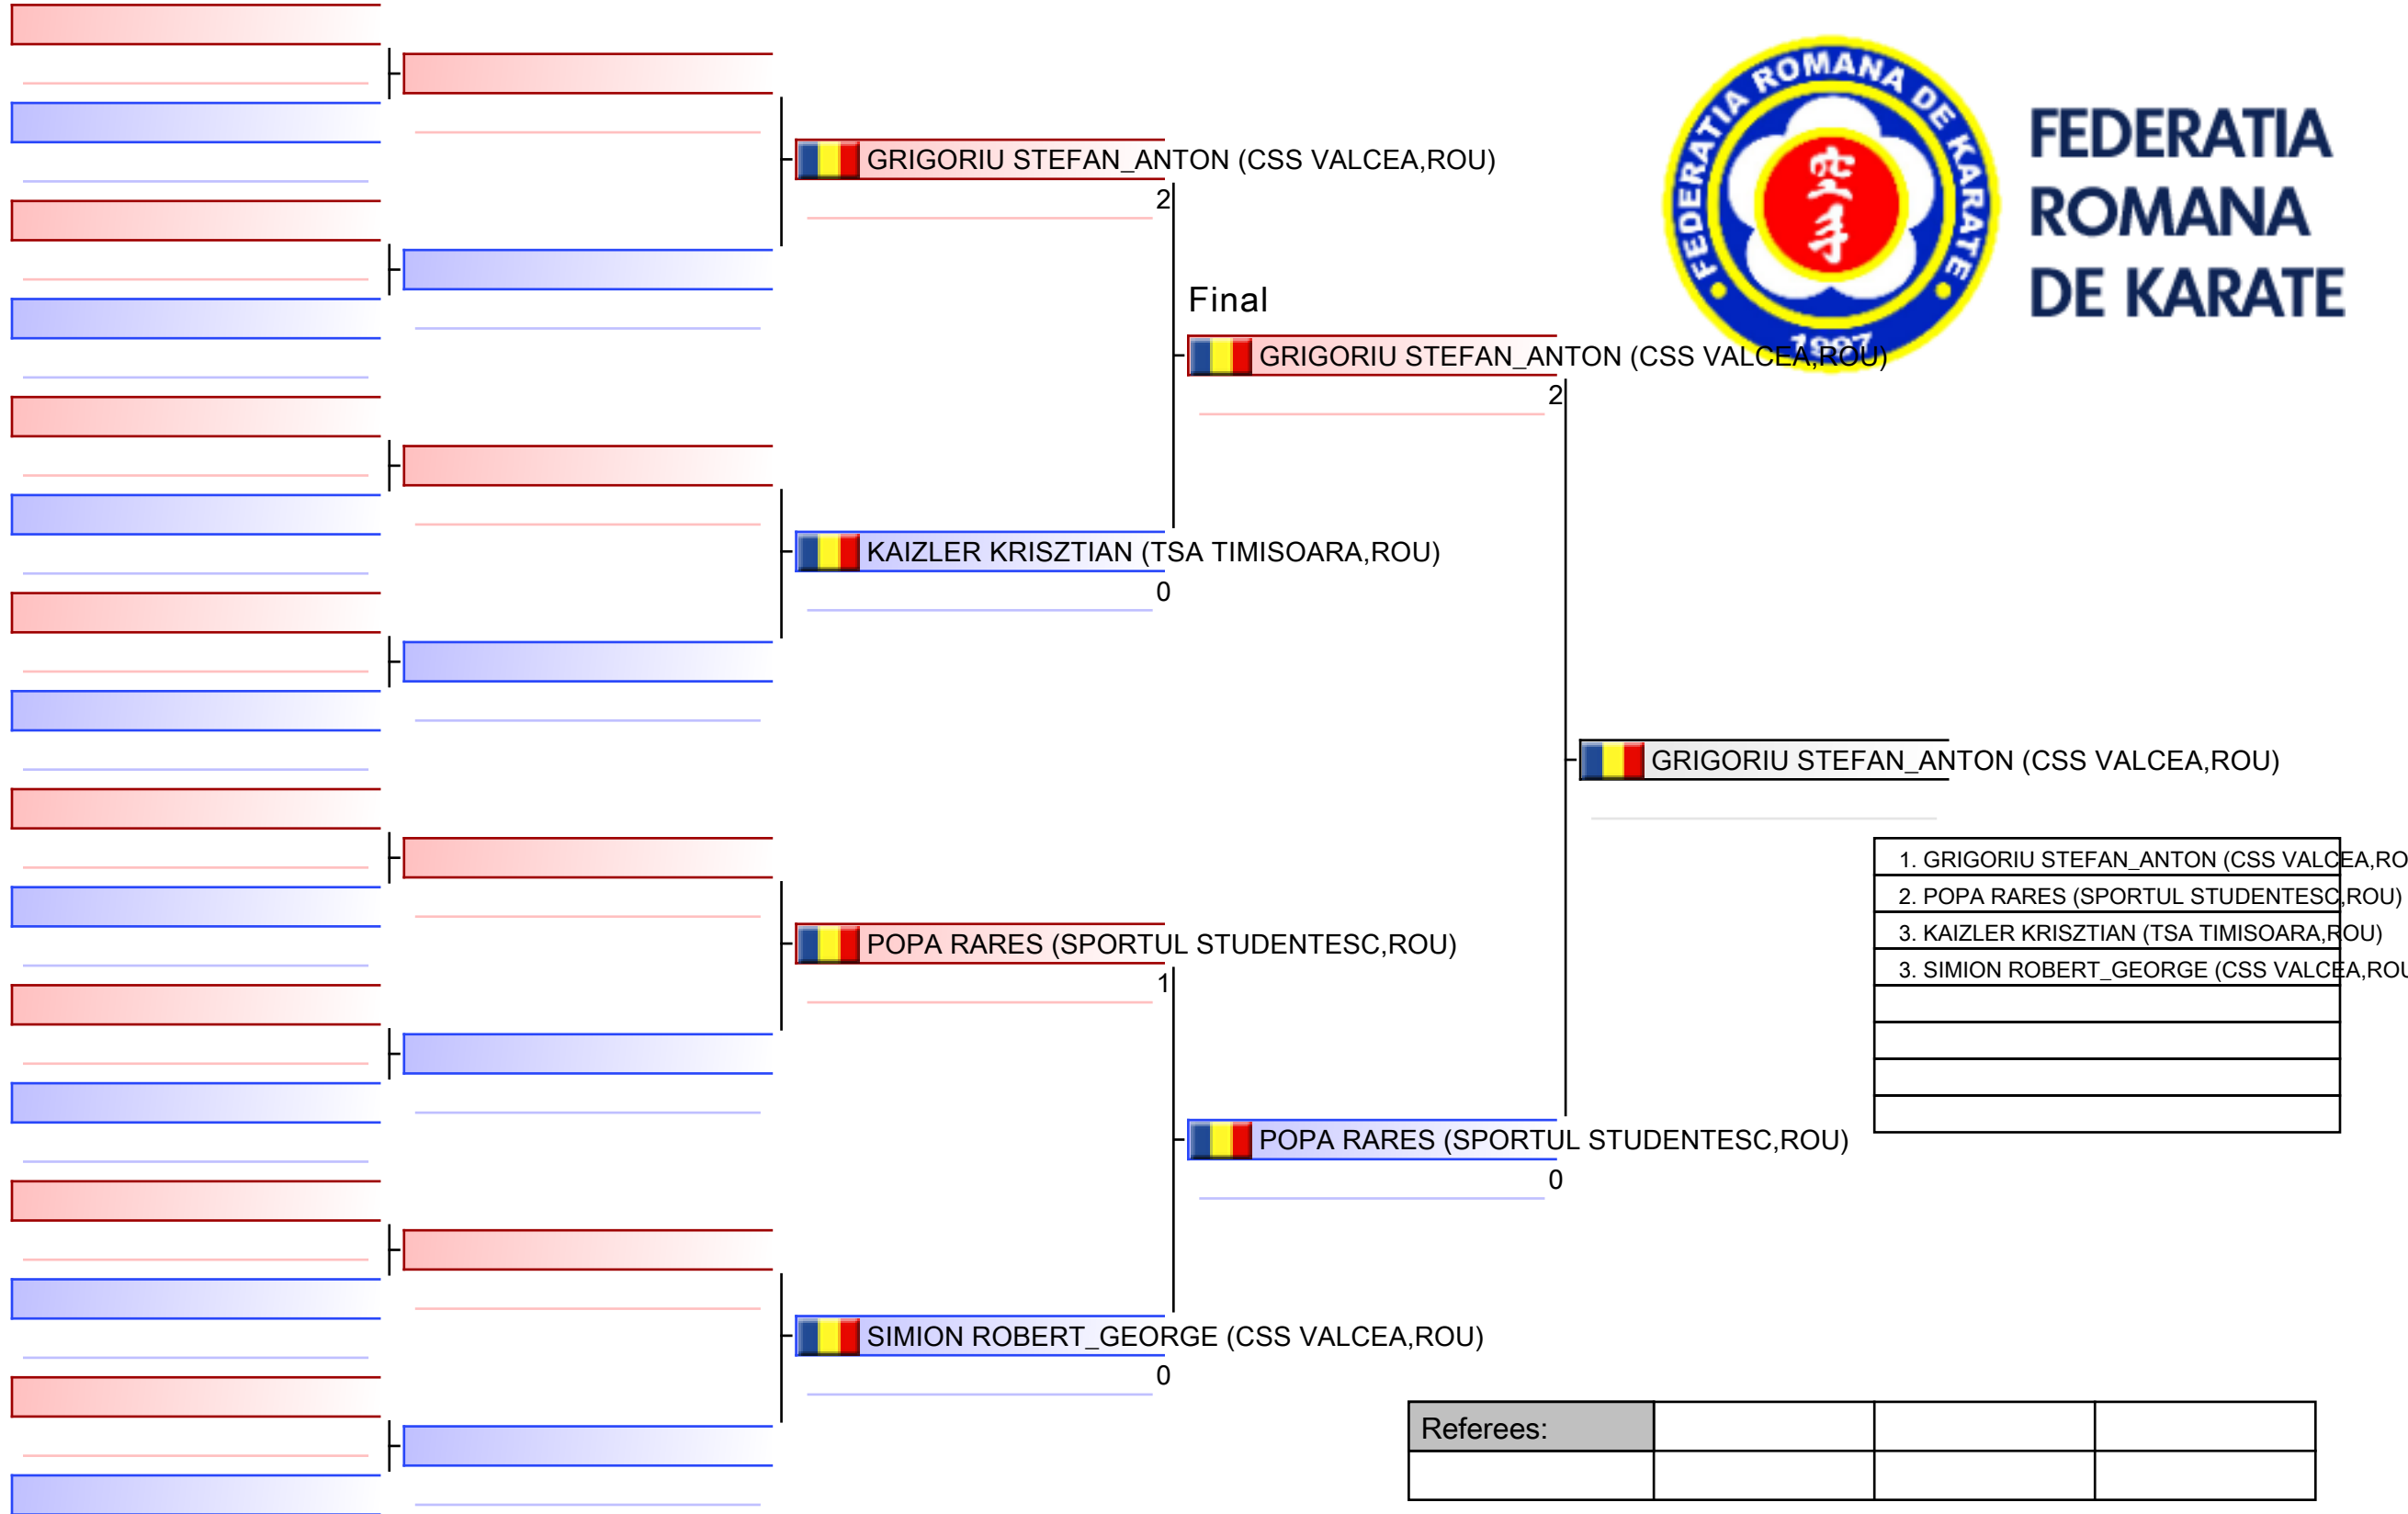 FEDERATIA ROMANA DE KARATE
空手
1997
FEDERATIA
ROMANA
DE KARATE
GRIGORIU STEFAN_ANTON (CSS VALCEA,ROU)
2
Final
GRIGORIU STEFAN_ANTON (CSS VALCEA,ROU)
2
KAIZLER KRISZTIAN (TSA TIMISOARA,ROU)
0
GRIGORIU STEFAN_ANTON (CSS VALCEA,ROU)
1. GRIGORIU STEFAN_ANTON (CSS VALCEA,RO
2. POPA RARES (SPORTUL STUDENTESC,ROU)
3. KAIZLER KRISZTIAN (TSA TIMISOARA,ROU)
3. SIMION ROBERT_GEORGE (CSS VALCEA,ROU
POPA RARES (SPORTUL STUDENTESC,ROU)
1
POPA RARES (SPORTUL STUDENTESC,ROU)
0
SIMION ROBERT_GEORGE (CSS VALCEA,ROU)
0
Referees: